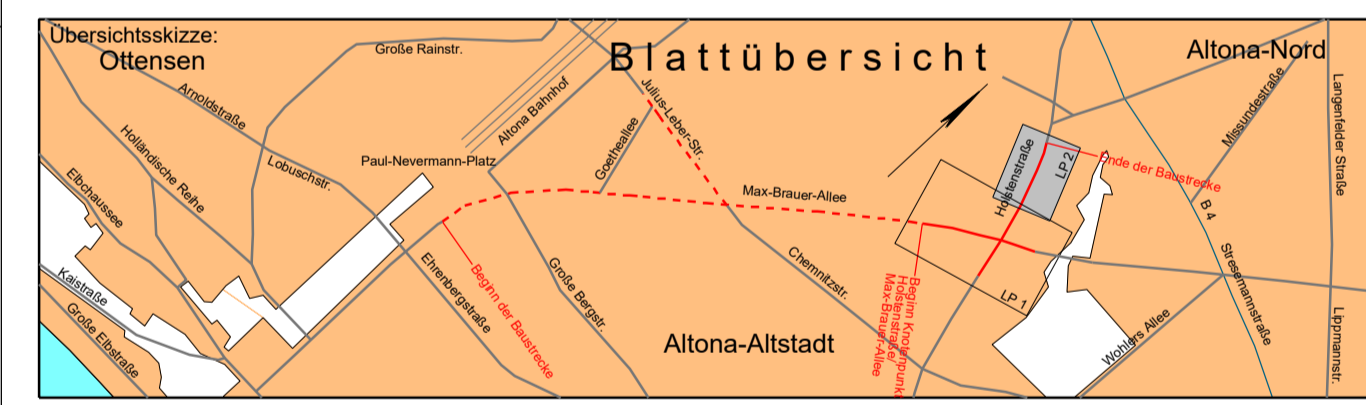 Übersichtsskizze:
Ottensen
Blattübersicht
Altona-Nord
Große Rainstr.
Arnoldstraße
Altona Bahnhof
Julius-Leber-Str.
Missundestraße
Langenfelder Straße
Holländische Reihe
Lobuschstr.
Paul-Nevermann-Platz
Goetheallee
Holstenstraße
LP 2
Ende der Baustrecke
Elbchaussee
Max-Brauer-Allee
B 4
Kaistraße
Ehrenbergstraße
Beginn der Baustrecke
Große Bergstr.
Chemnitzstr.
Beginn Knotenpunkt
Holstenstraße/
Max-Brauer-Allee
LP 1
Stresemannstraße
Große Elbstraße
Altona-Altstadt
Wohlers Allee
Lippmannstr.